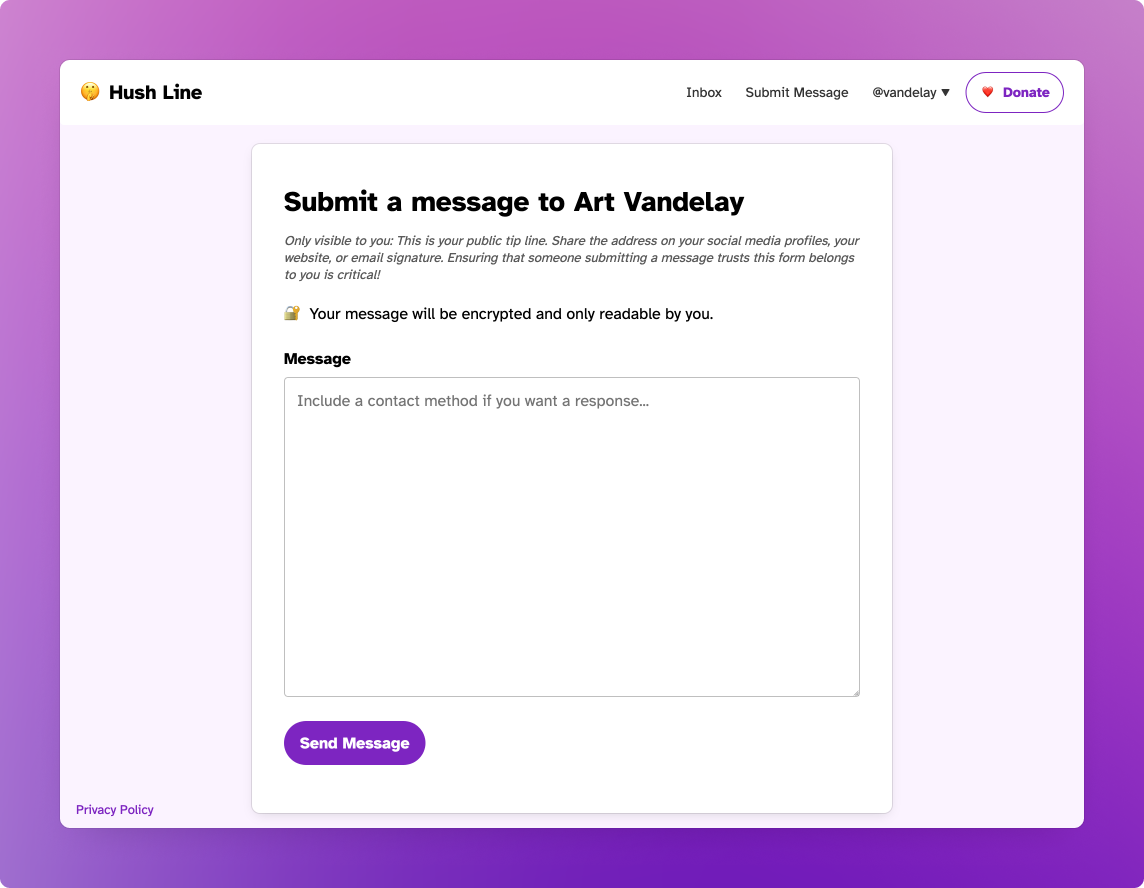 Hush Line
Inbox
Submit Message
@vandelay ▼
Donate
Submit a message to Art Vandelay
Only visible to you: This is your public tip line. Share the address on your social media profiles, your
website, or email signature. Ensuring that someone submitting a message trusts this form belongs
to you is critical!
Your message will be encrypted and only readable by you.
Message
Include a contact method if you want a response...
Send Message
Privacy Policy